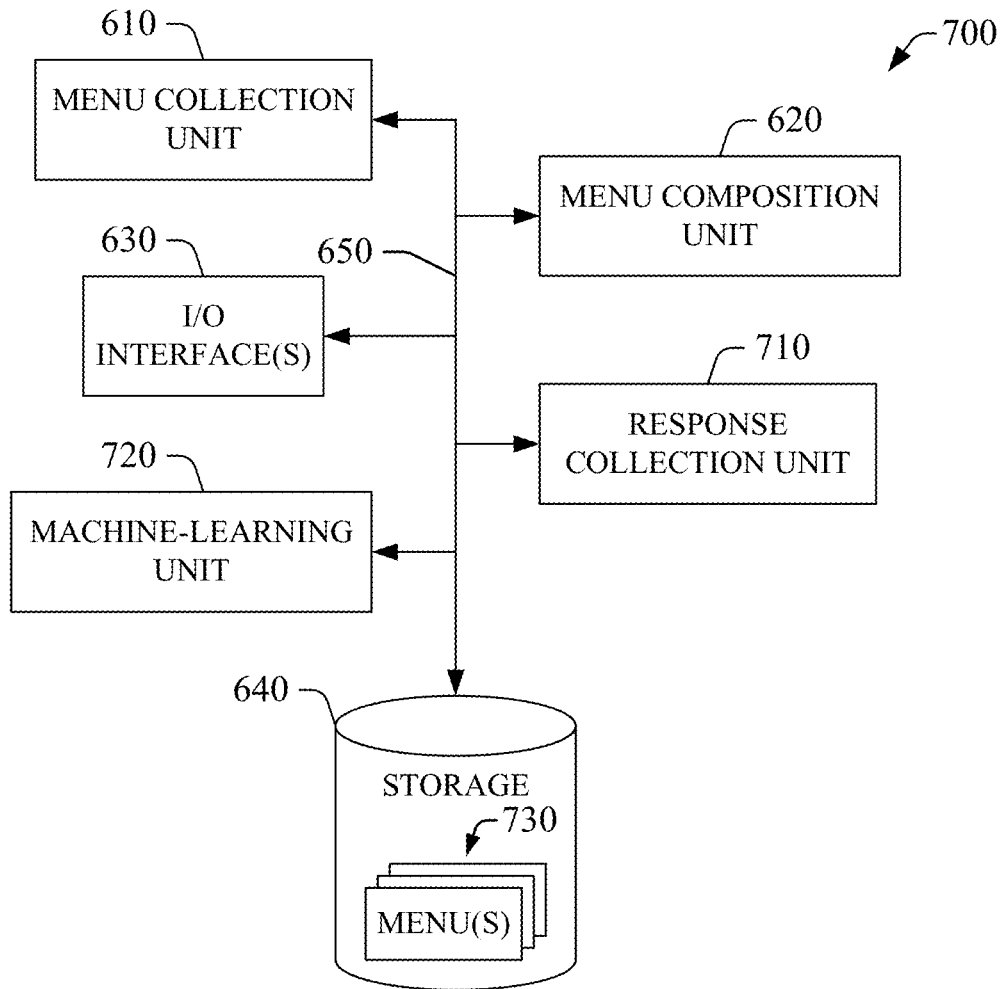 610
700
MENU COLLECTION
UNIT
620
MENU COMPOSITION
UNIT
630
650
I/O
INTERFACE(S)
710
RESPONSE
COLLECTION UNIT
720
MACHINE-LEARNING
UNIT
640
STORAGE
730
MENU(S)